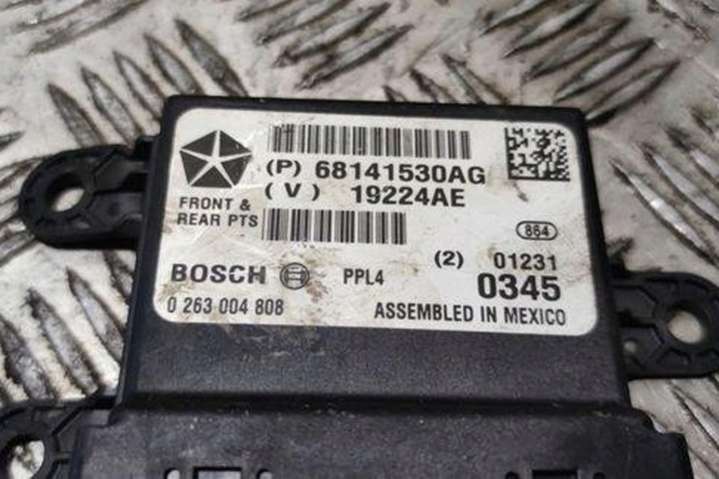 (P) 68141530AG
(V) 19224AE
FRONT &
REAR PTS
864
BOSCH PPL4 (2) 01231
0345
0 263 004 808 ASSEMBLED IN MEXICO